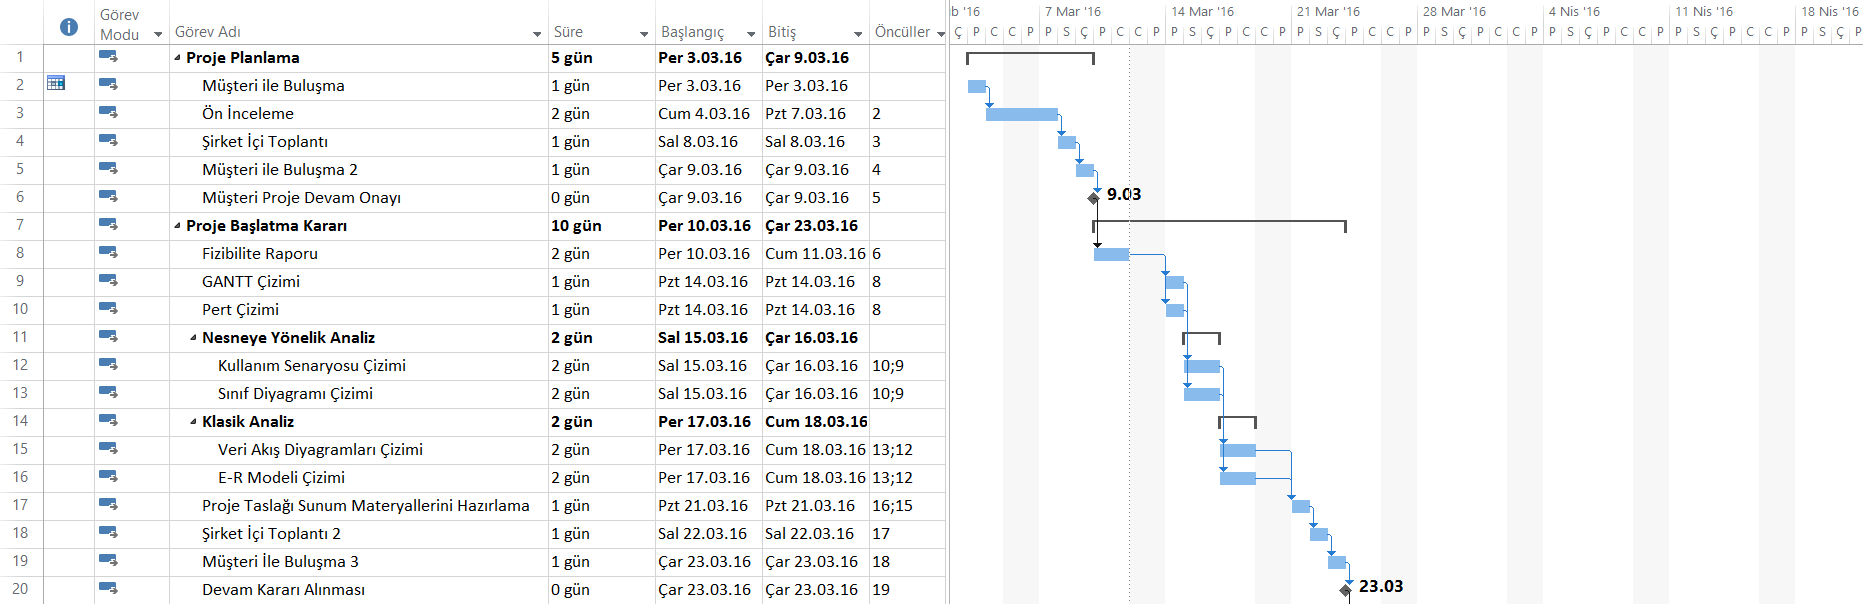 Görev Modu Görev Adı Süre Başlangıç Bitiş Öncüller
1 Proje Planlama 5 gün Per 3.03.16 Çar 9.03.16
2 Müşteri ile Buluşma 1 gün Per 3.03.16 Per 3.03.16
3 Ön İnceleme 2 gün Cum 4.03.16 Pzt 7.03.16 2
4 Şirket İçi Toplantı 1 gün Sal 8.03.16 Sal 8.03.16 3
5 Müşteri ile Buluşma 2 1 gün Çar 9.03.16 Çar 9.03.16 4
6 Müşteri Proje Devam Onayı 0 gün Çar 9.03.16 Çar 9.03.16 5
7 Proje Başlatma Kararı 10 gün Per 10.03.16 Çar 23.03.16
8 Fizibilite Raporu 2 gün Per 10.03.16 Cum 11.03.16 6
9 GANTT Çizimi 1 gün Pzt 14.03.16 Pzt 14.03.16 8
10 Pert Çizimi 1 gün Pzt 14.03.16 Pzt 14.03.16 8
11 Nesneye Yönelik Analiz 2 gün Sal 15.03.16 Çar 16.03.16
12 Kullanım Senaryosu Çizimi 2 gün Sal 15.03.16 Çar 16.03.16 10;9
13 Sınıf Diyagramı Çizimi 2 gün Sal 15.03.16 Çar 16.03.16 10;9
14 Klasik Analiz 2 gün Per 17.03.16 Cum 18.03.16
15 Veri Akış Diyagramları Çizimi 2 gün Per 17.03.16 Cum 18.03.16 13;12
16 E-R Modeli Çizimi 2 gün Per 17.03.16 Cum 18.03.16 13;12
17 Proje Taslağı Sunum Materyallerini Hazırlama 1 gün Pzt 21.03.16 Pzt 21.03.16 16;15
18 Şirket İçi Toplantı 2 1 gün Sal 22.03.16 Sal 22.03.16 17
19 Müşteri İle Buluşma 3 1 gün Çar 23.03.16 Çar 23.03.16 18
20 Devam Kararı Alınması 0 gün Çar 23.03.16 Çar 23.03.16 19
b '16 7 Mar '16 14 Mar '16 21 Mar '16 28 Mar '16 4 Nis '16 11 Nis '16 18 Nis '16
Ç P C C P P S Ç P C C P P S Ç P C C P P S Ç P C C P P S Ç P C C P P S Ç P C C P P S Ç P C C P P S Ç P
9.03
23.03